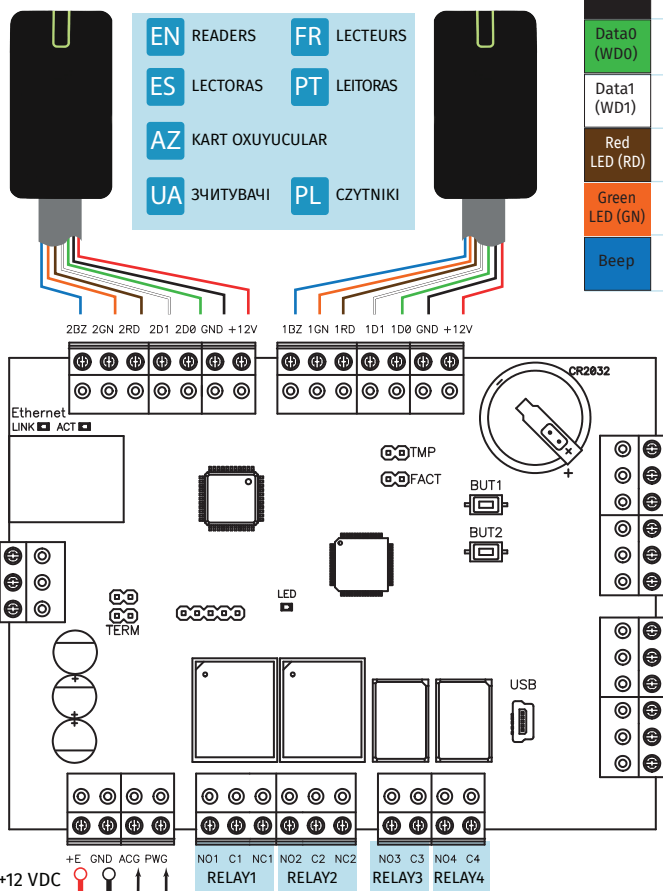 EN READERS FR LECTEURS
ES LECTORAS PT LEITORAS
AZ KART OXUYUCULAR
UA ЗЧИТУВАЧІ PL CZYTNIKI
Data0
(WD0)
Data1
(WD1)
Red
LED (RD)
Green
LED (GN)
Beep
2BZ 2GN 2RD 2D1 2D0 GND +12V
1BZ 1GN 1RD 1D1 1D0 GND +12V
CR2032
Ethernet
LINK ACT
TMP
FACT
BUT1
BUT2
LED
TERM
USB
+12 VDC
+E GND ACG PWG
NO1 C1 NC1 NO2 C2 NC2
NO3 C3 NO4 C4
RELAY1 RELAY2 RELAY3 RELAY4